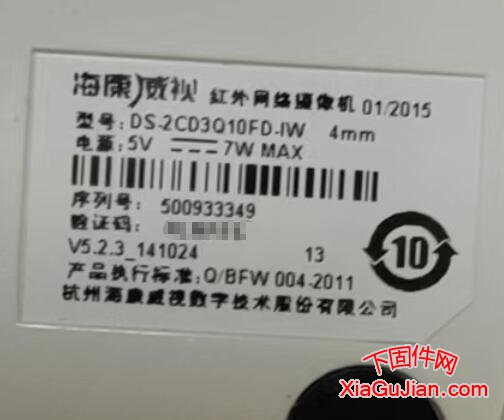 海康威视 红外网络摄像机 01/2015
型号: DS-2CD3Q10FD-IW 4mm
电源: 5V 7W MAX
序列号: 500933349
验证码:
V5.2.3_141024 13
10
产品执行标准: Q/BFW 004-2011
杭州海康威视数字技术股份有限公司
下固件网
XiaGuJian.com